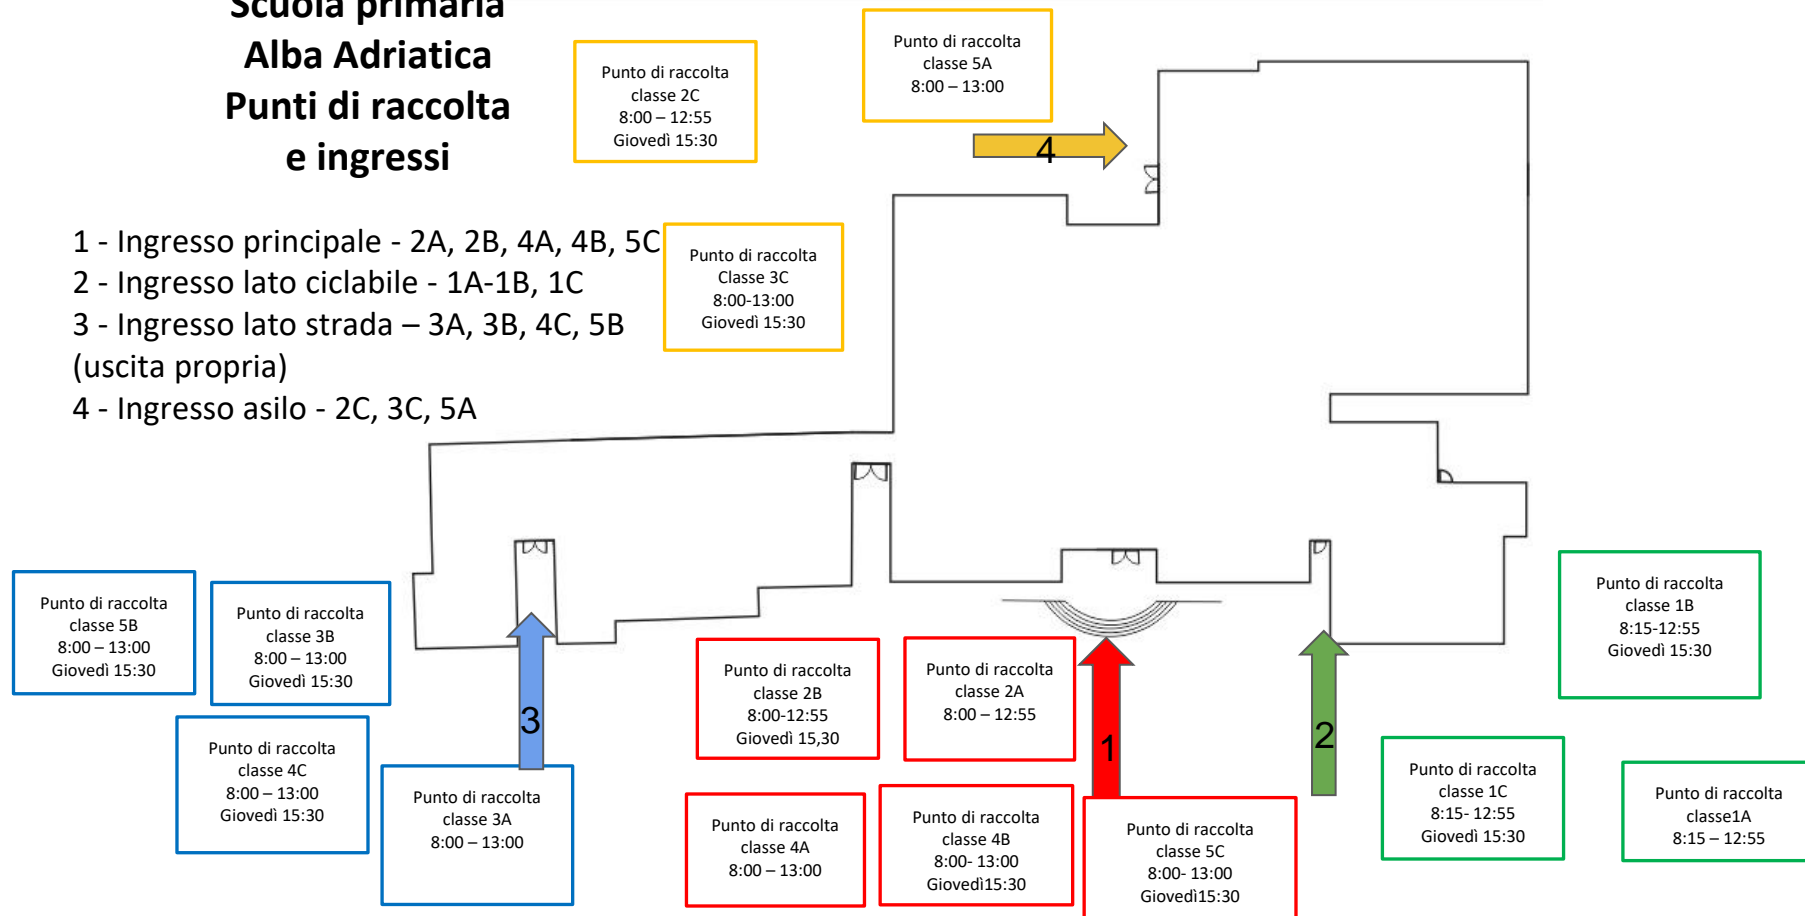 Scuola primaria
Alba Adriatica
Punti di raccolta
e ingressi
1 - Ingresso principale - 2A, 2B, 4A, 4B, 5C
2 - Ingresso lato ciclabile - 1A-1B, 1C
3 - Ingresso lato strada – 3A, 3B, 4C, 5B
(uscita propria)
4 - Ingresso asilo - 2C, 3C, 5A
Punto di raccolta
classe 2C
8:00 – 12:55
Giovedì 15:30
Punto di raccolta
classe 5A
8:00 – 13:00
4
Punto di raccolta
Classe 3C
8:00-13:00
Giovedì 15:30
Punto di raccolta
classe 5B
8:00 – 13:00
Giovedì 15:30
Punto di raccolta
classe 3B
8:00 – 13:00
Giovedì 15:30
Punto di raccolta
classe 4C
8:00 – 13:00
Giovedì 15:30
Punto di raccolta
classe 3A
8:00 – 13:00
3
Punto di raccolta
classe 2B
8:00-12:55
Giovedì 15,30
Punto di raccolta
classe 2A
8:00 – 12:55
Punto di raccolta
classe 4A
8:00 – 13:00
Punto di raccolta
classe 4B
8:00- 13:00
Giovedì15:30
1
Punto di raccolta
classe 5C
8:00- 13:00
Giovedì15:30
2
Punto di raccolta
classe 1B
8:15-12:55
Giovedì 15:30
Punto di raccolta
classe 1C
8:15- 12:55
Giovedì 15:30
Punto di raccolta
classe1A
8:15 – 12:55